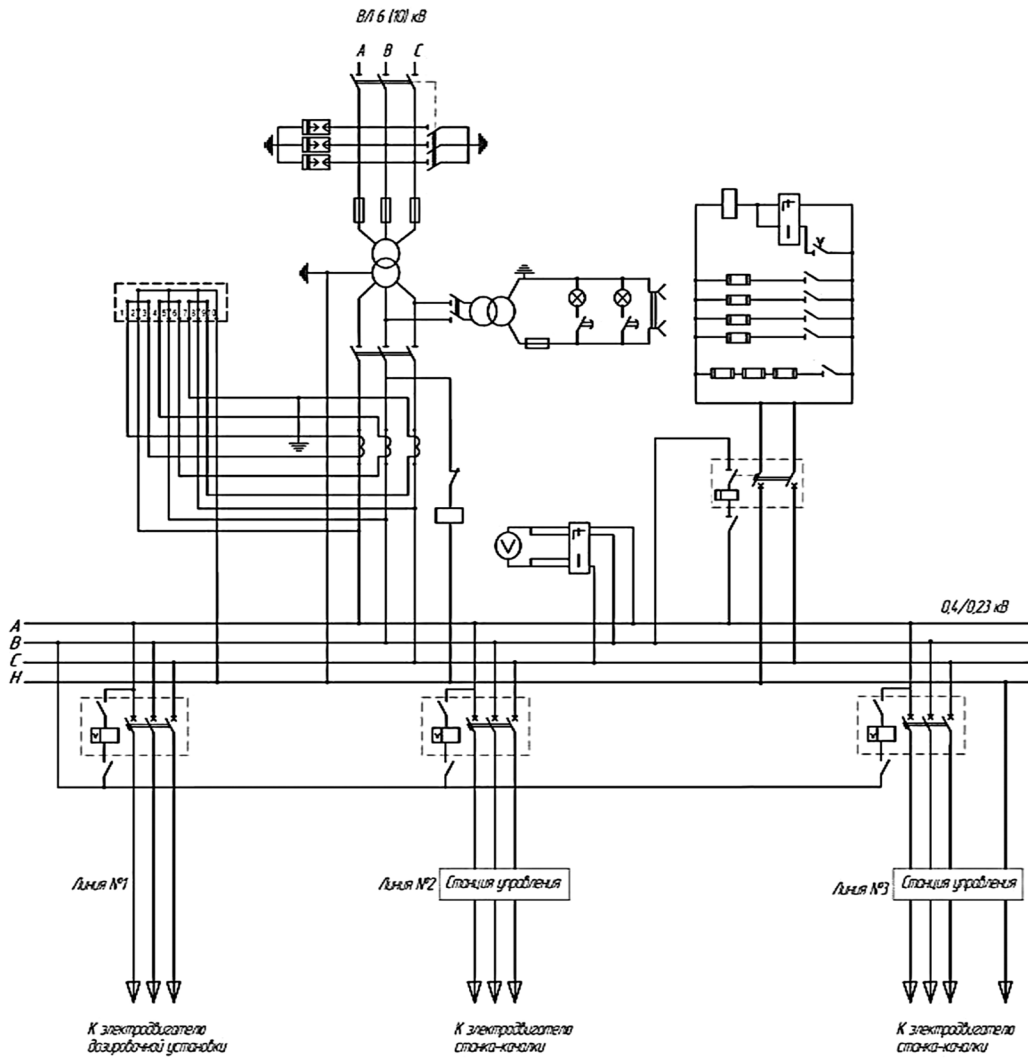 ВЛ 6 (10) кВ
А В С
1 2 3 4 5 6 7 8 9 10
V
0,4/0,23 кВ
А
В
С
Н
Линия №1
Линия №2
Станция управления
Линия №3
Станция управления
К электродвигателю
дозировочной установки
К электродвигателю
станка-качалки
К электродвигателю
станка-качалки